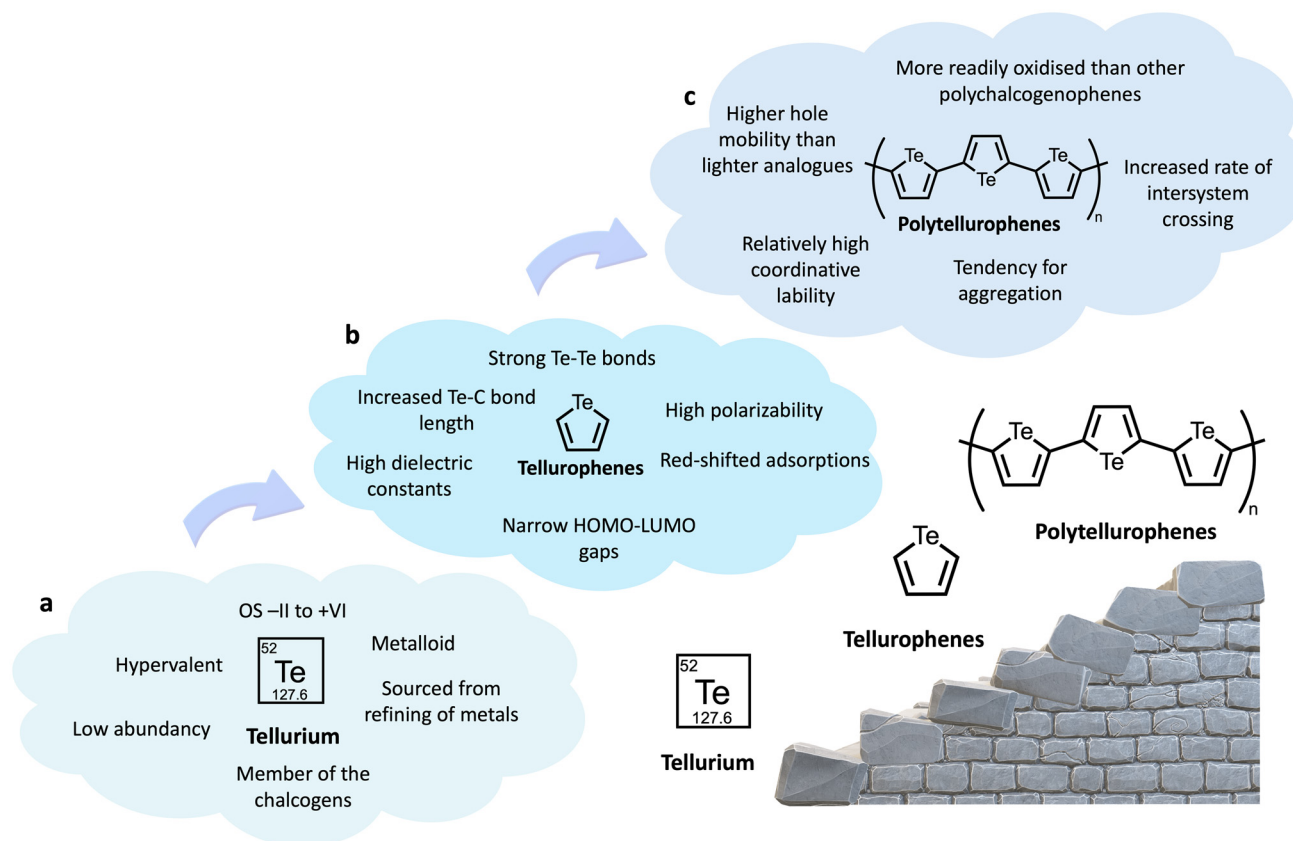 c
More readily oxidised than other
polychalcogenophenes
Higher hole
mobility than
lighter analogues
Te
Te
Te
n
Polytellurophenes
Increased rate of
intersystem
crossing
Relatively high
coordinative
lability
Tendency for
aggregation
b
Strong Te-Te bonds
Increased Te-C bond
length
Te
High polarizability
Tellurophenes
High dielectric
constants
Red-shifted adsorptions
Narrow HOMO-LUMO
gaps
a
OS –II to +VI
Hypervalent
52
Te
127.6
Metalloid
Sourced from
refining of metals
Low abundancy
Tellurium
Member of the
chalcogens
Te
Te
Te
n
Polytellurophenes
Te
Tellurophenes
52
Te
127.6
Tellurium